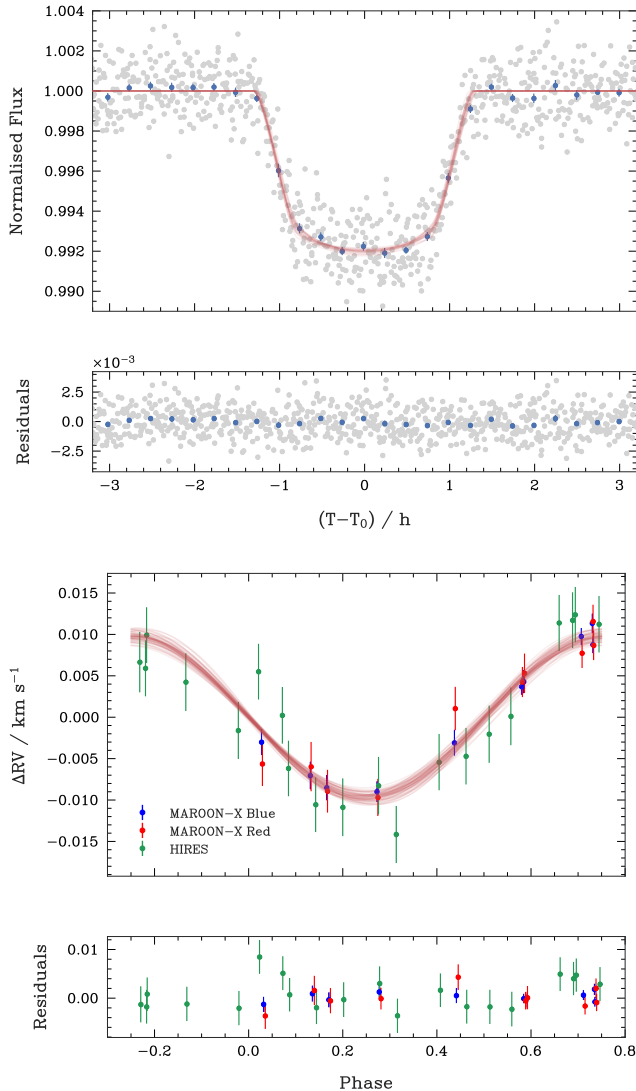 1.004
1.002
1.000
0.998
0.996
0.994
0.992
0.990
Normalised Flux
×10⁻³
2.5
0.0
−2.5
Residuals
−3 −2 −1 0 1 2 3
(T−T₀) / h
0.015
0.010
0.005
0.000
−0.005
−0.010
−0.015
ΔRV / km s⁻¹
MAROON-X Blue
MAROON-X Red
HIRES
0.01
0.00
Residuals
−0.2 0.0 0.2 0.4 0.6 0.8
Phase